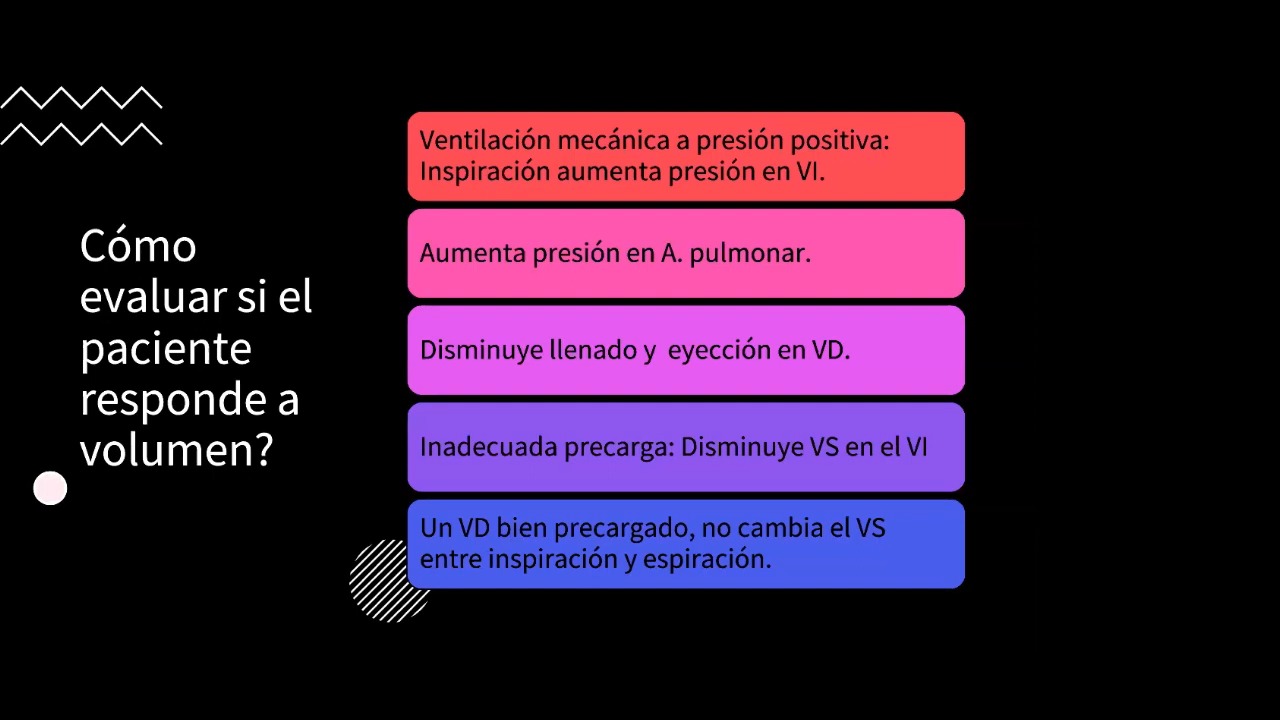 Cómo
evaluar si el
paciente
responde a
volumen?
Ventilación mecánica a presión positiva:
Inspiración aumenta presión en VI.
Aumenta presión en A. pulmonar.
Disminuye llenado y  eyección en VD.
Inadecuada precarga: Disminuye VS en el VI
Un VD bien precargado, no cambia el VS
entre inspiración y espiración.